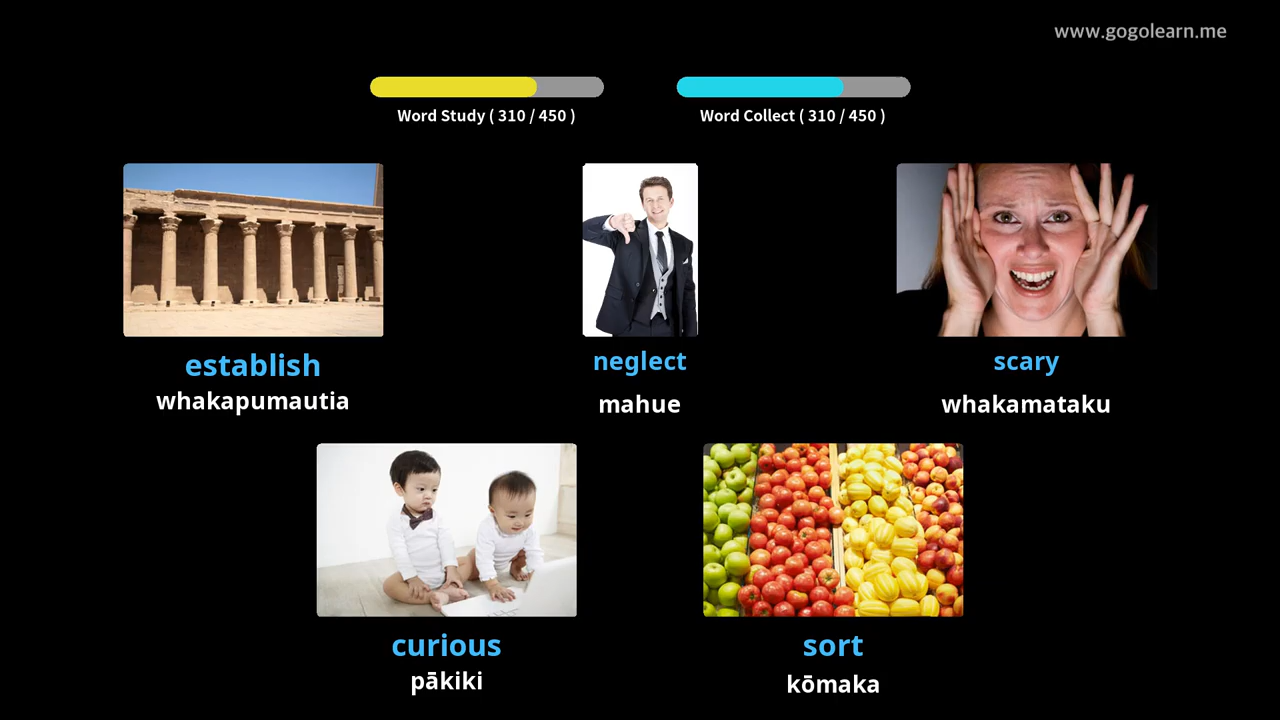 www.gogolearn.me
Word Study ( 310 / 450 )
Word Collect ( 310 / 450 )
establish
whakapumautia
neglect
mahue
scary
whakamataku
curious
pākiki
sort
kōmaka